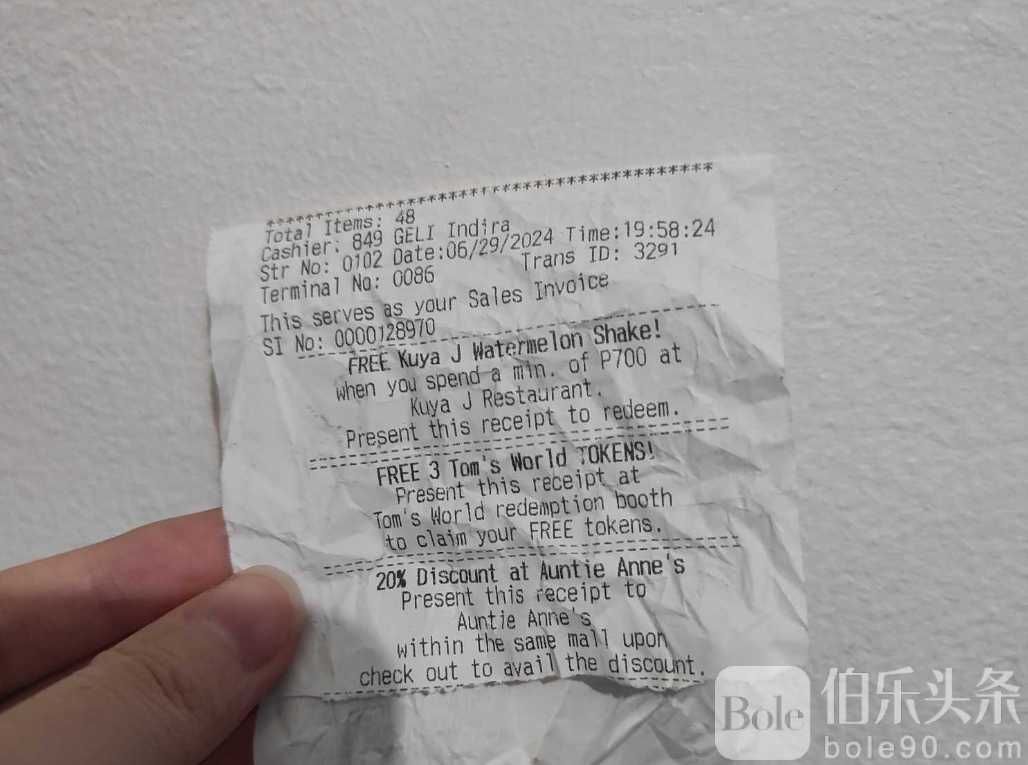 ************************************
Total Items: 48
Cashier: 849 GELI Indira
Str No: 0102 Date:06/29/2024 Time:19:58:24
Terminal No: 0086 Trans ID: 3291
This serves as your Sales Invoice
SI No: 0000128970
FREE Kuya J Watermelon Shake!
when you spend a min. of P700 at
Kuya J Restaurant.
Present this receipt to redeem.
FREE 3 Tom's World TOKENS!
Present this receipt at
Tom's World redemption booth
to claim your FREE tokens.
20% Discount at Auntie Anne's
Present this receipt to
Auntie Anne's
within the same mall upon
check out to avail the discount.
Bole 伯乐头条
bole90.com